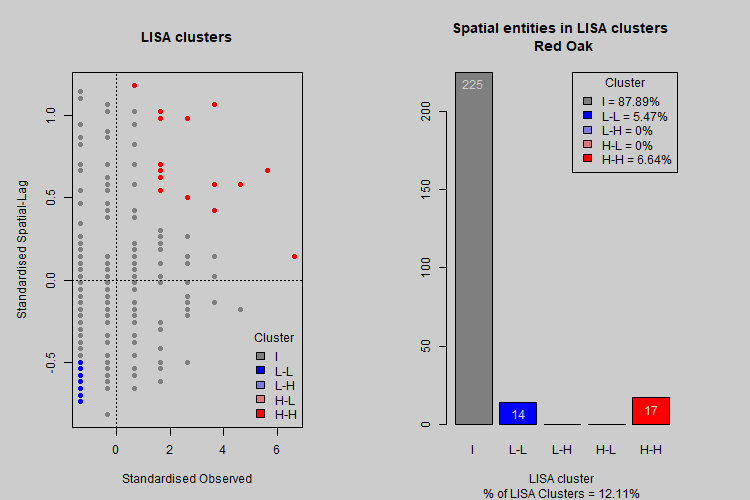 LISA clusters
Standardised Spatial-Lag
1.0
0.5
0.0
-0.5
0 2 4 6
Standardised Observed
Cluster
I
L-L
L-H
H-L
H-H
Spatial entities in LISA clusters
Red Oak
200
150
100
50
0
225
14
17
I L-L L-H H-L H-H
LISA cluster
% of LISA Clusters = 12.11%
Cluster
I = 87.89%
L-L = 5.47%
L-H = 0%
H-L = 0%
H-H = 6.64%